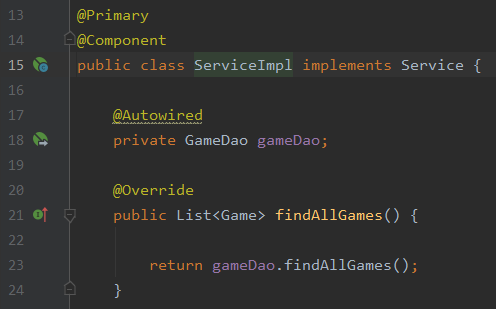 13 @Primary
14 @Component
15 public class ServiceImpl implements Service {
16
17 @Autowired
18 private GameDao gameDao;
19
20 @Override
21 public List<Game> findAllGames() {
22
23 return gameDao.findAllGames();
24 }